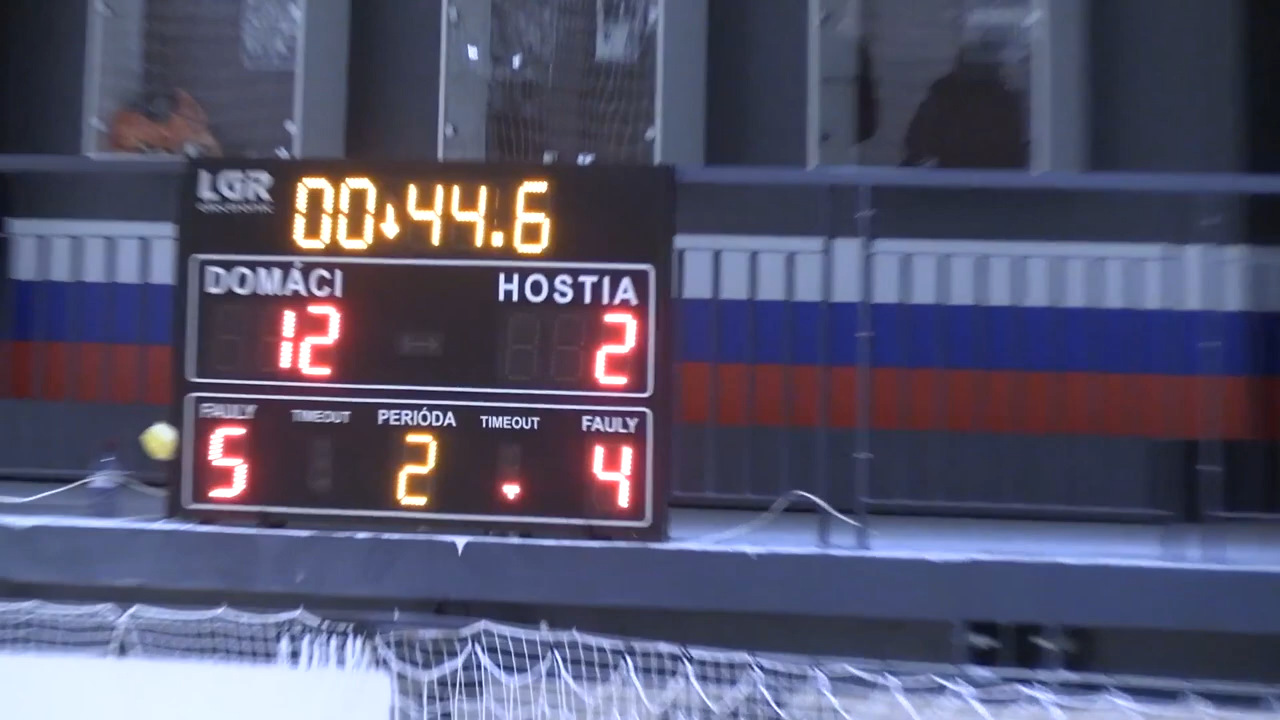 LGR
00:44.6
DOMÁCI HOSTIA
12 2
FAULY TIMEOUT PERIÓDA TIMEOUT FAULY
5 2 4